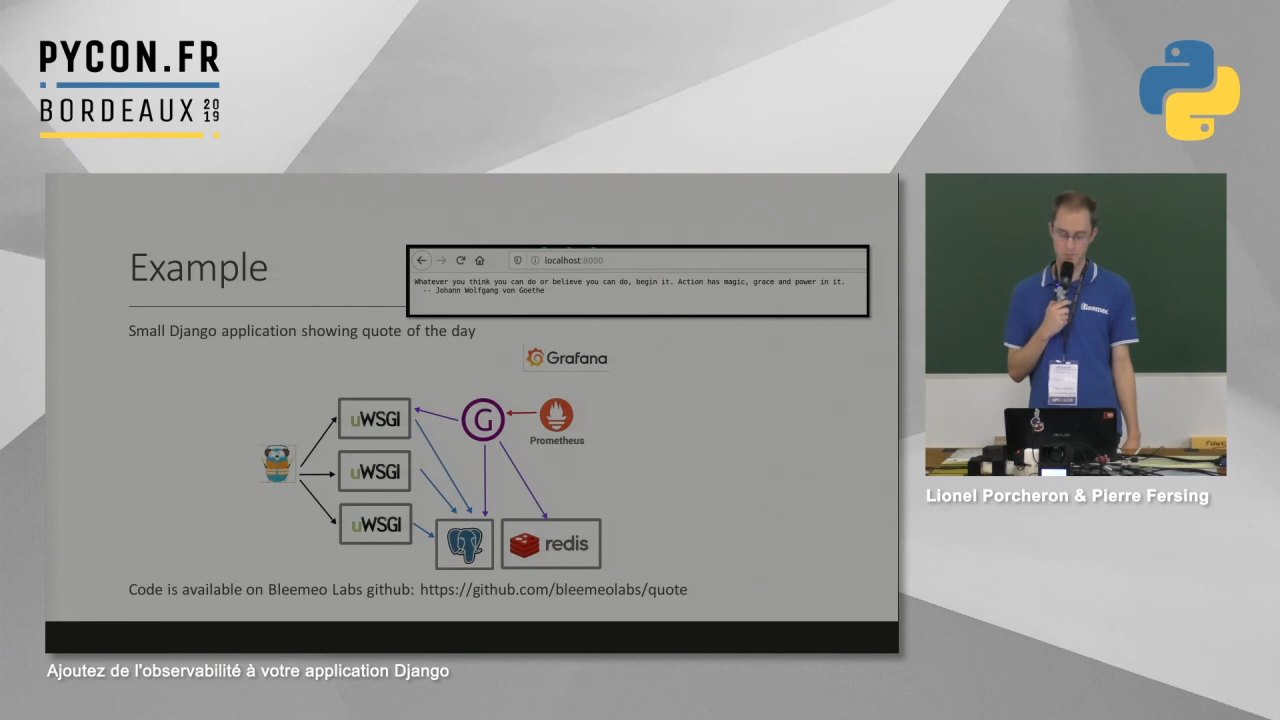 PYCON.FR
BORDEAUX 2019
Example
localhost:8000
Whatever you think you can do or believe you can do, begin it. Action has magic, grace and power in it.
-- Johann Wolfgang von Goethe
Small Django application showing quote of the day
Grafana
uWSGI
G
Prometheus
uWSGI
uWSGI
redis
Code is available on Bleemeo Labs github: https://github.com/bleemeolabs/quote
Bleemeo
Lionel Porcheron & Pierre Fersing
Ajoutez de l'observabilité à votre application Django